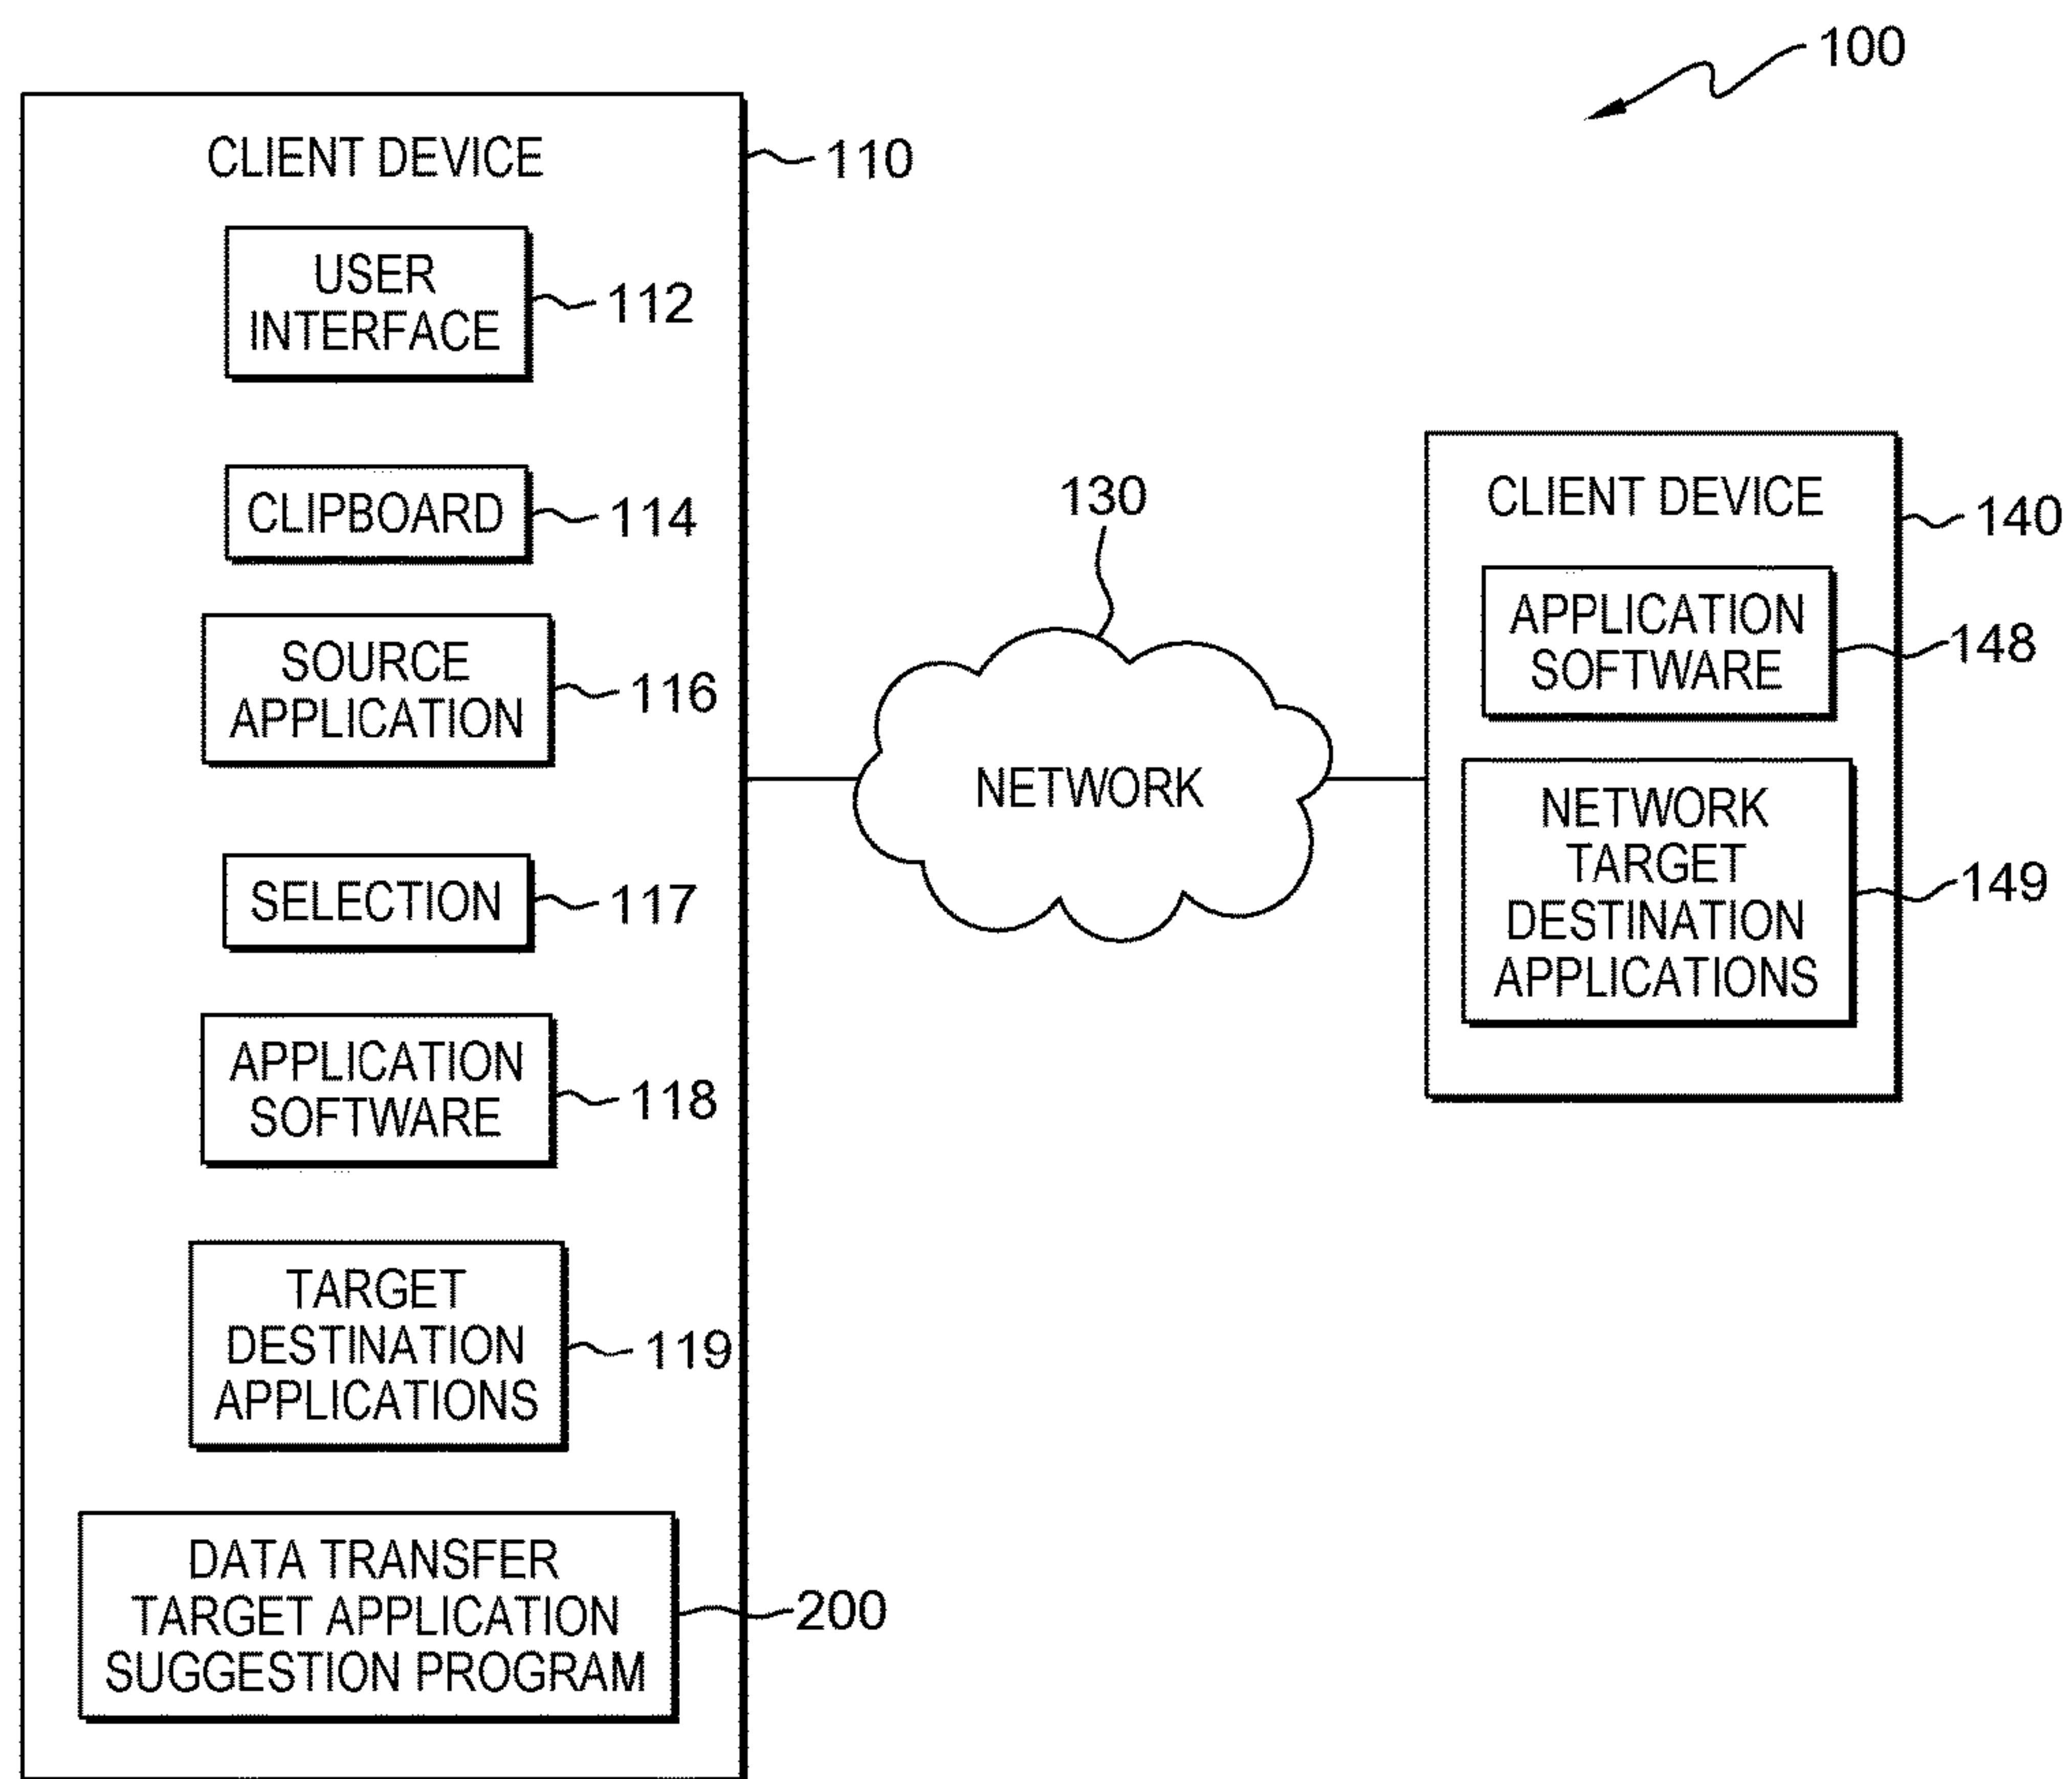 100
CLIENT DEVICE
110
USER
INTERFACE
112
CLIPBOARD
114
SOURCE
APPLICATION
116
SELECTION
117
APPLICATION
SOFTWARE
118
TARGET
DESTINATION
APPLICATIONS
119
DATA TRANSFER
TARGET APPLICATION
SUGGESTION PROGRAM
200
130
NETWORK
CLIENT DEVICE
140
APPLICATION
SOFTWARE
148
NETWORK
TARGET
DESTINATION
APPLICATIONS
149